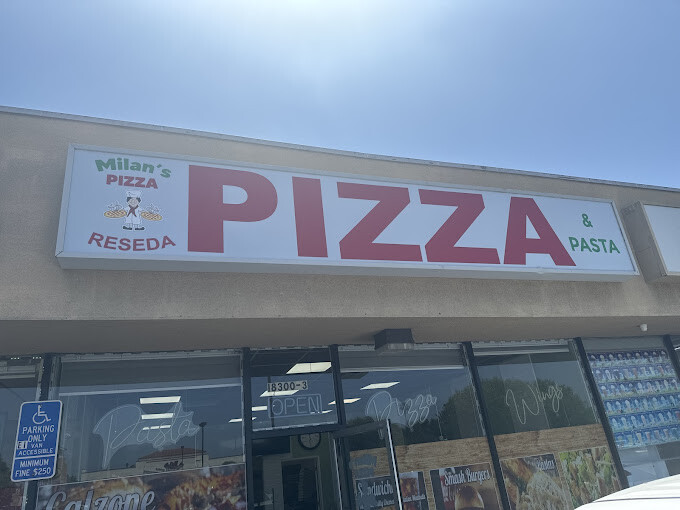 Milan's
PIZZA
RESEDA
PIZZA
&
PASTA
18300-3
OPEN
Pasta
Pizza
Wings
PARKING
ONLY
VAN
ACCESSIBLE
MINIMUM
FINE $250
Calzone
Sandwich
Smash Burgers